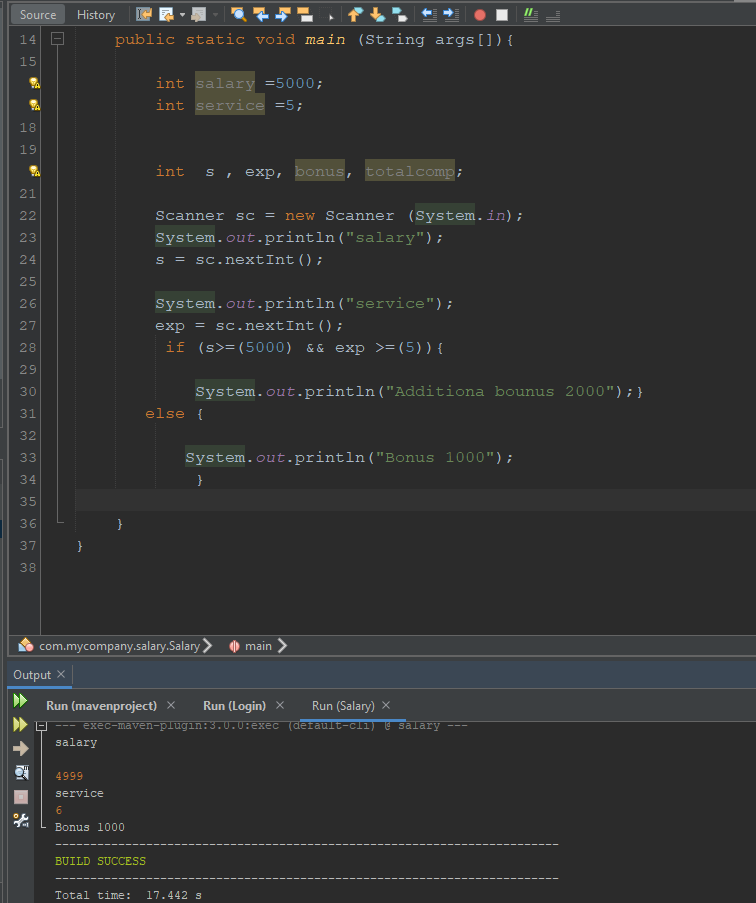 Source History
14 public static void main (String args[]){
15
int salary =5000;
int service =5;
18
19
int  s , exp, bonus, totalcomp;
21
22 Scanner sc = new Scanner (System.in);
23 System.out.println("salary");
24 s = sc.nextInt();
25
26 System.out.println("service");
27 exp = sc.nextInt();
28 if (s>=(5000) && exp >=(5)){
29
30 System.out.println("Additiona bounus 2000");}
31 else {
32
33 System.out.println("Bonus 1000");
34 }
35
36 }
37 }
38
com.mycompany.salary.Salary main
Output
Run (mavenproject) Run (Login) Run (Salary)
--- exec-maven-plugin:3.0.0:exec (default-cli) @ salary ---
salary
4999
service
6
Bonus 1000
------------------------------------------------------------------------
BUILD SUCCESS
------------------------------------------------------------------------
Total time:  17.442 s